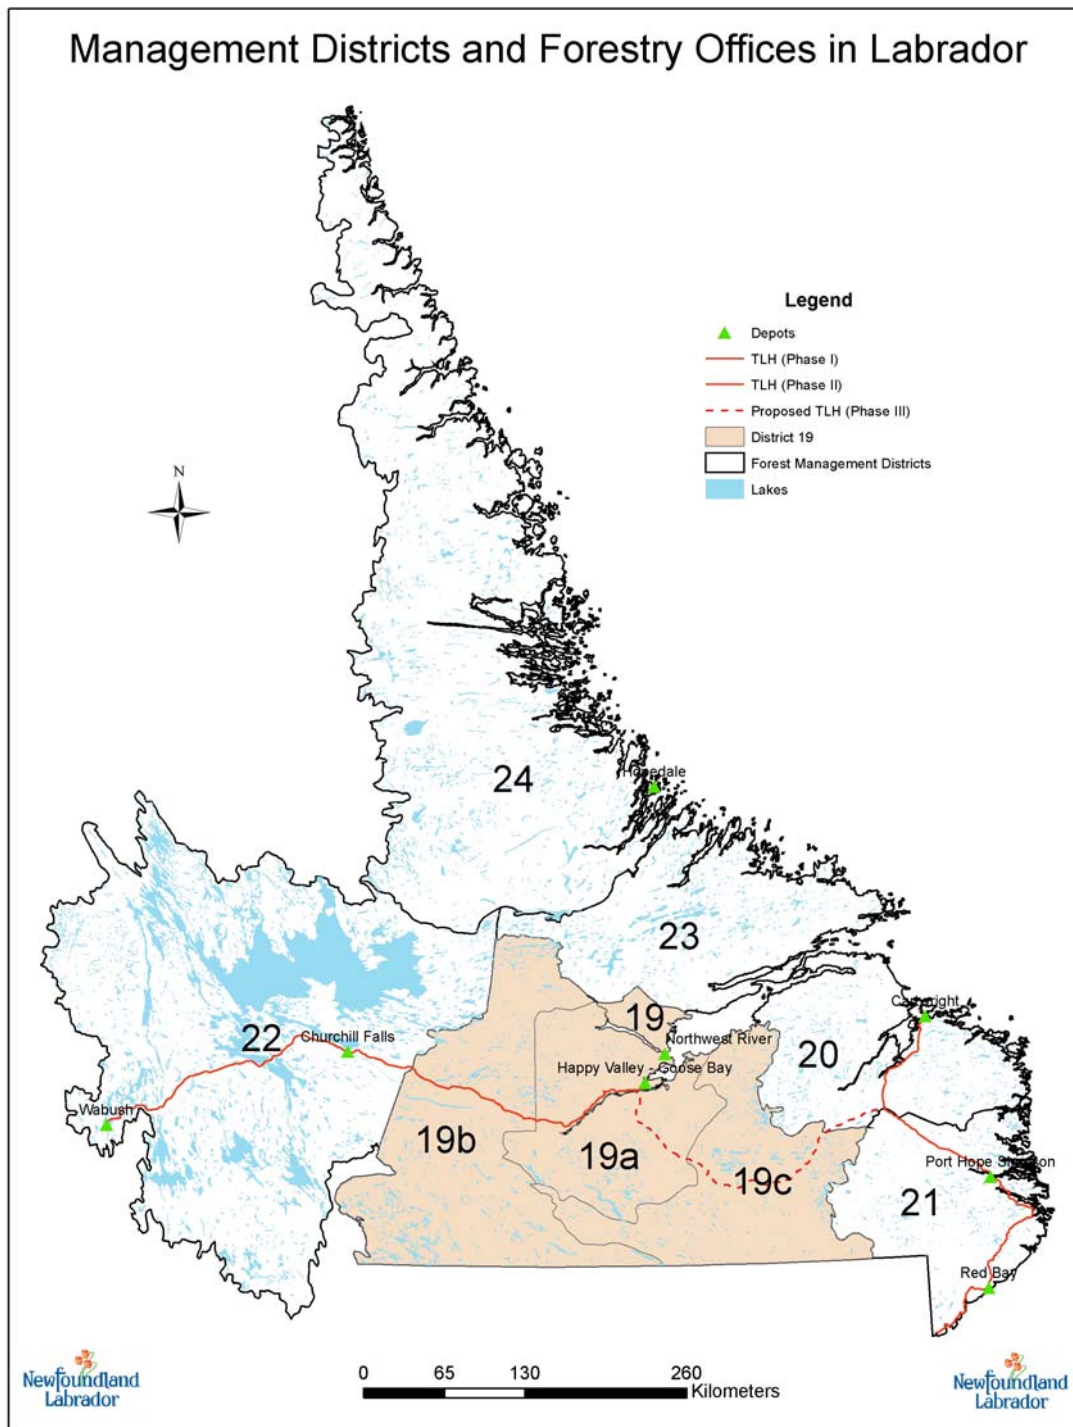 Management Districts and Forestry Offices in Labrador
Legend
Depots
TLH (Phase I)
TLH (Phase II)
Proposed TLH (Phase III)
District 19
Forest Management Districts
Lakes
N
24
Hopedale
23
Cartwright
19
22
Churchill Falls
Northwest River
20
Happy Valley - Goose Bay
Wabush
19b
19a
19c
Port Hope Simpson
21
Red Bay
0 65 130 260
Kilometers
Newfoundland
Labrador
Newfoundland
Labrador